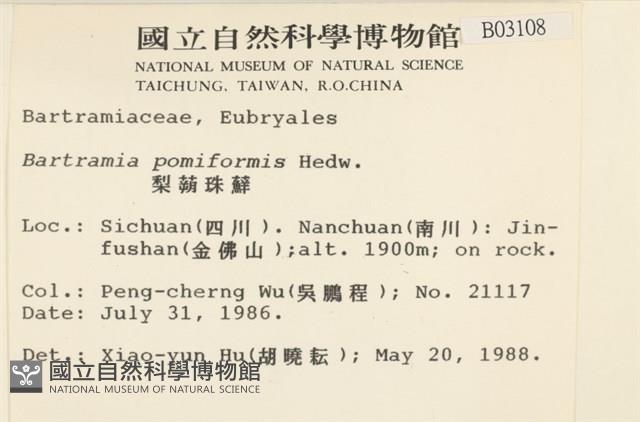 國立自然科學博物館
B03108
NATIONAL MUSEUM OF NATURAL SCIENCE
TAICHUNG, TAIWAN, R.O.CHINA
Bartramiaceae, Eubryales
Bartramia pomiformis Hedw.
梨蒴珠蘚
Loc.: Sichuan(四川). Nanchuan(南川): Jin-
fushan(金佛山);alt. 1900m; on rock.
Col.: Peng-cherng Wu(吳鵬程); No. 21117
Date: July 31, 1986.
Det.: Xiao-yun Hu(胡曉耘); May 20, 1988.
國立自然科學博物館
NATIONAL MUSEUM OF NATURAL SCIENCE